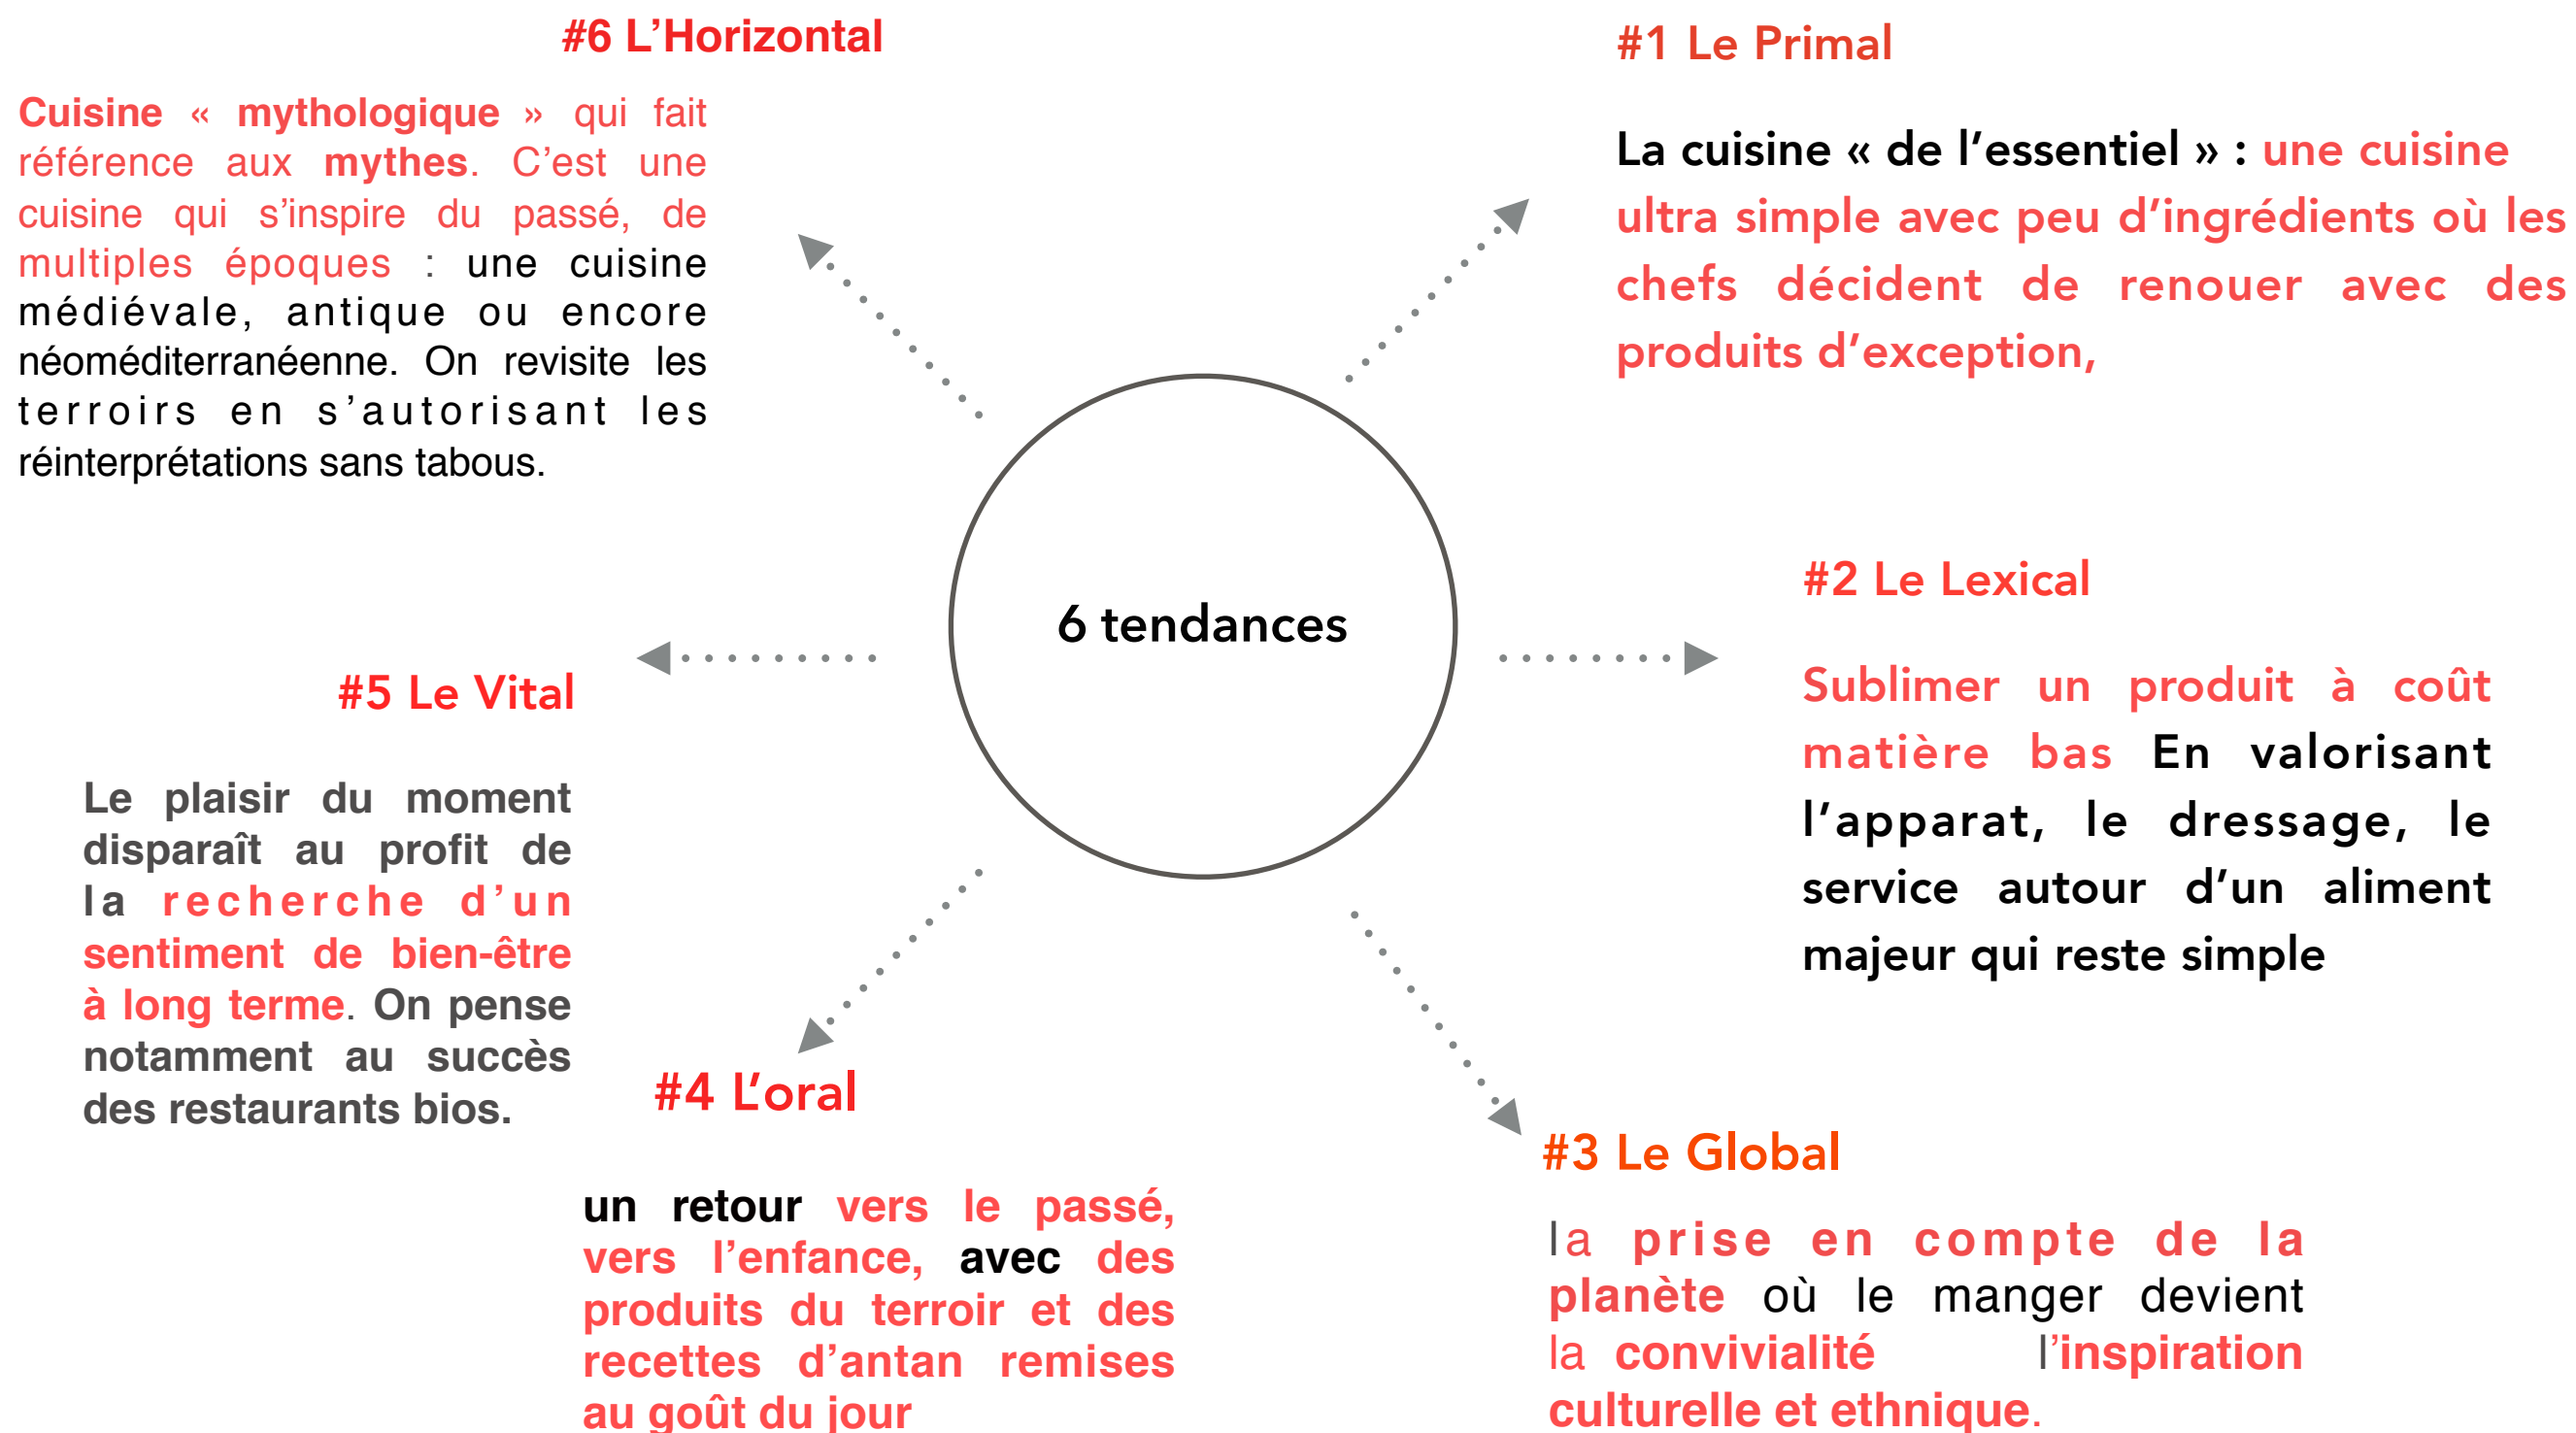 #6 L’Horizontal
Cuisine « mythologique » qui fait
référence aux mythes. C’est une
cuisine qui s’inspire du passé, de
multiples époques : une cuisine
médiévale, antique ou encore
néoméditerranéenne. On revisite les
terroirs en s’autorisant les
réinterprétations sans tabous.
#1 Le Primal
La cuisine « de l’essentiel » : une cuisine
ultra simple avec peu d’ingrédients où les
chefs décident de renouer avec des
produits d’exception,
6 tendances
#2 Le Lexical
Sublimer un produit à coût
matière bas En valorisant
l’apparat, le dressage, le
service autour d’un aliment
majeur qui reste simple
#5 Le Vital
Le plaisir du moment
disparaît au profit de
la recherche d’un
sentiment de bien-être
à long terme. On pense
notamment au succès
des restaurants bios.
#4 L’oral
un retour vers le passé,
vers l’enfance, avec des
produits du terroir et des
recettes d’antan remises
au goût du jour
#3 Le Global
la prise en compte de la
planète où le manger devient
la convivialité l’inspiration
culturelle et ethnique.